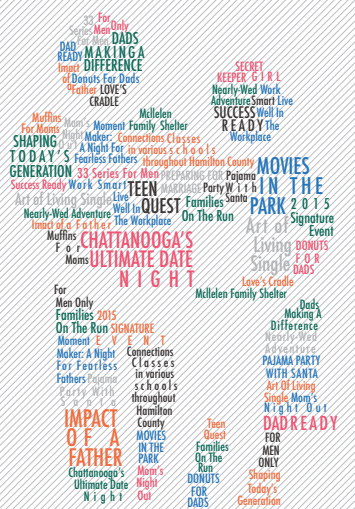 33 For
Series Men Only
For Men DADS
DAD MAKING A
READY DIFFERENCE
Imact Donuts For Dads
of a Father LOVE'S
CRADLE
SECRET
KEEPER GIRL
Nearly-Wed Work
Adventure Smart Live
SUCCESS Well In
READY The
Workplace
Muffins
For Moms
SHAPING
TODAY'S
GENERATION
Mom's
Night
Out
Moment
Maker:
A Night For
Fearless Fathers
Mclellen
Family Shelter
Connections Classes
in various schools
throughout Hamilton County
33 Series For Men
PREPARING FOR
MARRIAGE
Pajama
Party With
Santa
MOVIES
IN THE
PARK 2015
Signature
Event
Success Ready Work Smart
Art of Living Single Live
Well In
The Workplace
TEEN
QUEST
Families
On The Run
Nearly-Wed Adventure
Imact of a Father
Muffins
For
Moms
CHATTANOOGA'S
ULTIMATE DATE
NIGHT
Art of
Living
Single
DONUTS
FOR
DADS
Love's Cradle
Mclellen Family Shelter
For
Men Only
Families 2015
On The Run SIGNATURE
Moment EVENT
Maker: A Night
For Fearless
Fathers Pajama
Party With
Santa
IMPACT
OF A
FATHER
Chattanooga's
Ultimate Date
Night
Connections
Classes
in various
schools
throughout
Hamilton
County
MOVIES
IN THE
PARK
Mom's
Night
Out
Dads
Making A
Difference
Nearly-Wed
Adventure
PAJAMA PARTY
WITH SANTA
Art Of Living
Single Mom's
Night Out
DAD READY
FOR
MEN
ONLY
Shaping
Today's
Generation
Teen
Quest
Families
On The
Run
DONUTS
FOR
DADS